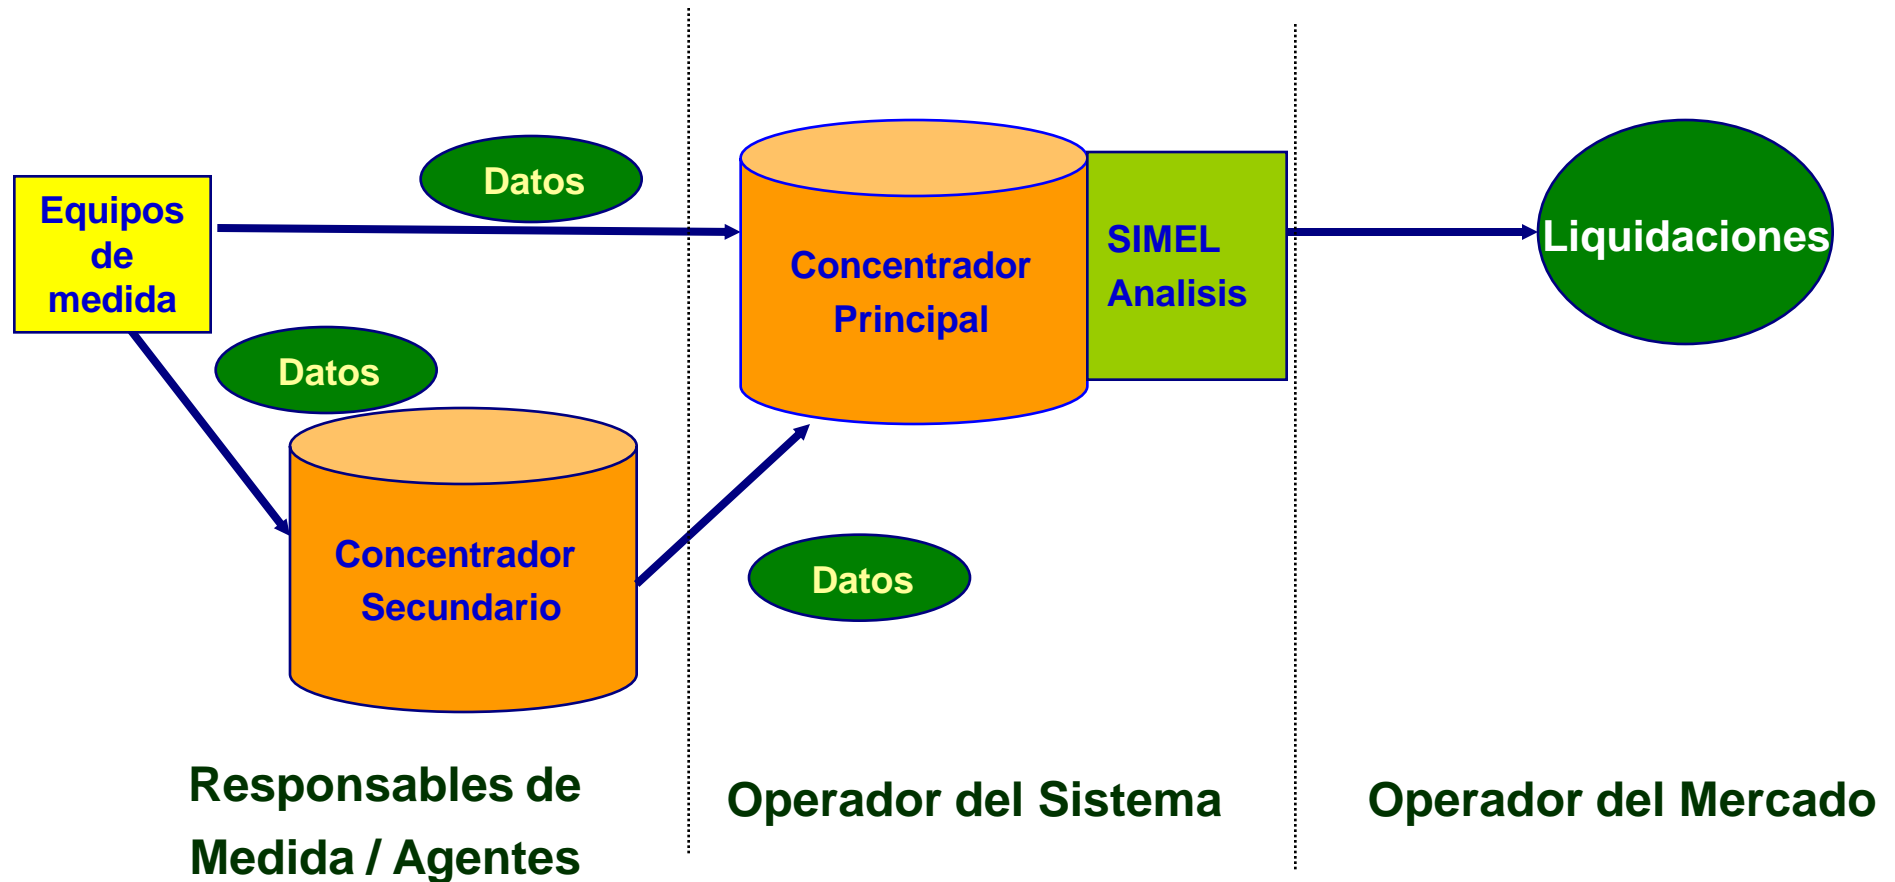 Datos
Equipos
de
medida
Concentrador
Principal
SIMEL
Analisis
Liquidaciones
Datos
Concentrador
Secundario
Datos
Responsables de
Medida / Agentes
Operador del Sistema
Operador del Mercado